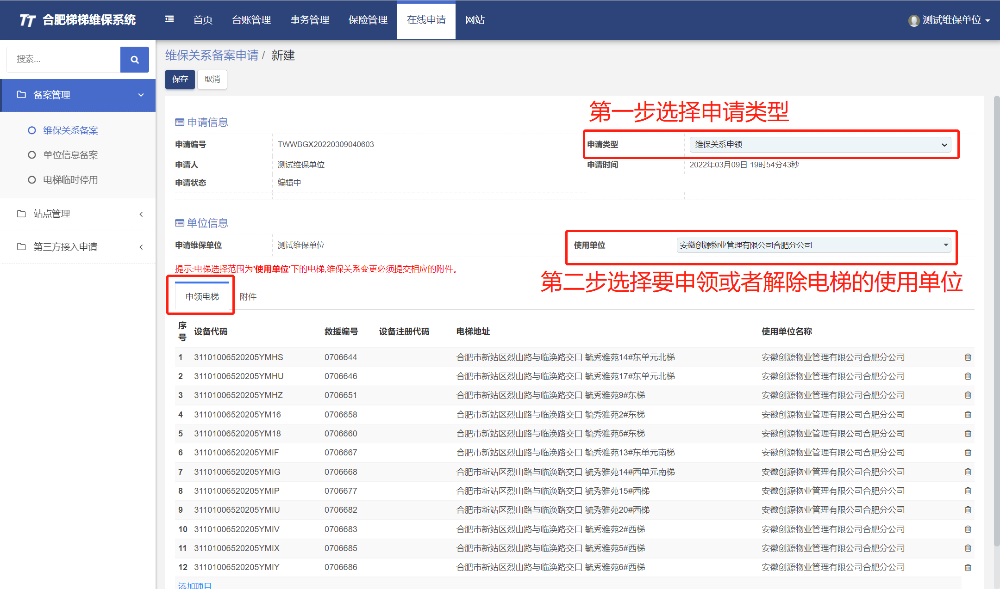 TT 合肥梯梯维保系统 首页 台账管理 事务管理 保险管理 在线申请 网站 测试维保单位
搜索...
备案管理
维保关系备案
单位信息备案
电梯临时停用
站点管理
第三方接入申请
维保关系备案申请 / 新建
保存 取消
第一步选择申请类型
申请信息
申请编号 TWWBGX20220309040603 申请类型 维保关系申领
申请人 测试维保单位 申请时间 2022年03月09日 19时54分43秒
申请状态 编辑中
单位信息
申请维保单位 测试维保单位 使用单位 安徽创源物业管理有限公司合肥分公司
提示:电梯选择范围为'使用单位'下的电梯,维保关系变更必须提交相应的附件。
第二步选择要申领或者解除电梯的使用单位
申领电梯 附件
序号 设备代码 救援编号 设备注册代码 电梯地址 使用单位名称
1 31101006520205YMHS 0706644 合肥市新站区烈山路与临涣路交口 毓秀雅苑14#东单元北梯 安徽创源物业管理有限公司合肥分公司
2 31101006520205YMHU 0706646 合肥市新站区烈山路与临涣路交口 毓秀雅苑17#东单元北梯 安徽创源物业管理有限公司合肥分公司
3 31101006520205YMHZ 0706651 合肥市新站区烈山路与临涣路交口 毓秀雅苑9#东梯 安徽创源物业管理有限公司合肥分公司
4 31101006520205YM16 0706658 合肥市新站区烈山路与临涣路交口 毓秀雅苑2#东梯 安徽创源物业管理有限公司合肥分公司
5 31101006520205YM18 0706660 合肥市新站区烈山路与临涣路交口 毓秀雅苑5#东梯 安徽创源物业管理有限公司合肥分公司
6 31101006520205YMIF 0706667 合肥市新站区烈山路与临涣路交口 毓秀雅苑13#东单元南梯 安徽创源物业管理有限公司合肥分公司
7 31101006520205YMIG 0706668 合肥市新站区烈山路与临涣路交口 毓秀雅苑14#西单元南梯 安徽创源物业管理有限公司合肥分公司
8 31101006520205YMIP 0706677 合肥市新站区烈山路与临涣路交口 毓秀雅苑15#西梯 安徽创源物业管理有限公司合肥分公司
9 31101006520205YMIU 0706682 合肥市新站区烈山路与临涣路交口 毓秀雅苑20#西梯 安徽创源物业管理有限公司合肥分公司
10 31101006520205YMIV 0706683 合肥市新站区烈山路与临涣路交口 毓秀雅苑2#西梯 安徽创源物业管理有限公司合肥分公司
11 31101006520205YMIX 0706685 合肥市新站区烈山路与临涣路交口 毓秀雅苑5#西梯 安徽创源物业管理有限公司合肥分公司
12 31101006520205YMIY 0706686 合肥市新站区烈山路与临涣路交口 毓秀雅苑6#西梯 安徽创源物业管理有限公司合肥分公司
添加项目